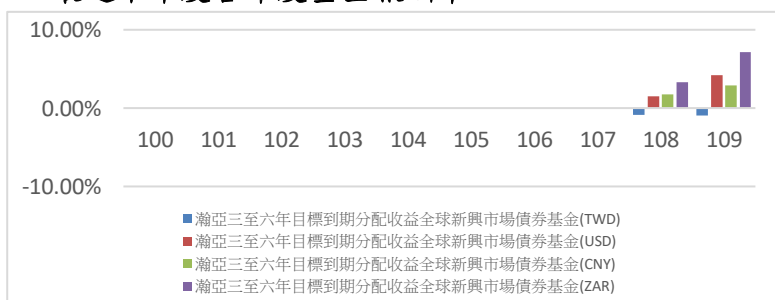 10.00%
0.00%
100 101 102 103 104 105 106 107 108 109
-10.00%
瀚亞三至六年目標到期分配收益全球新興市場債券基金(TWD)
瀚亞三至六年目標到期分配收益全球新興市場債券基金(USD)
瀚亞三至六年目標到期分配收益全球新興市場債券基金(CNY)
瀚亞三至六年目標到期分配收益全球新興市場債券基金(ZAR)